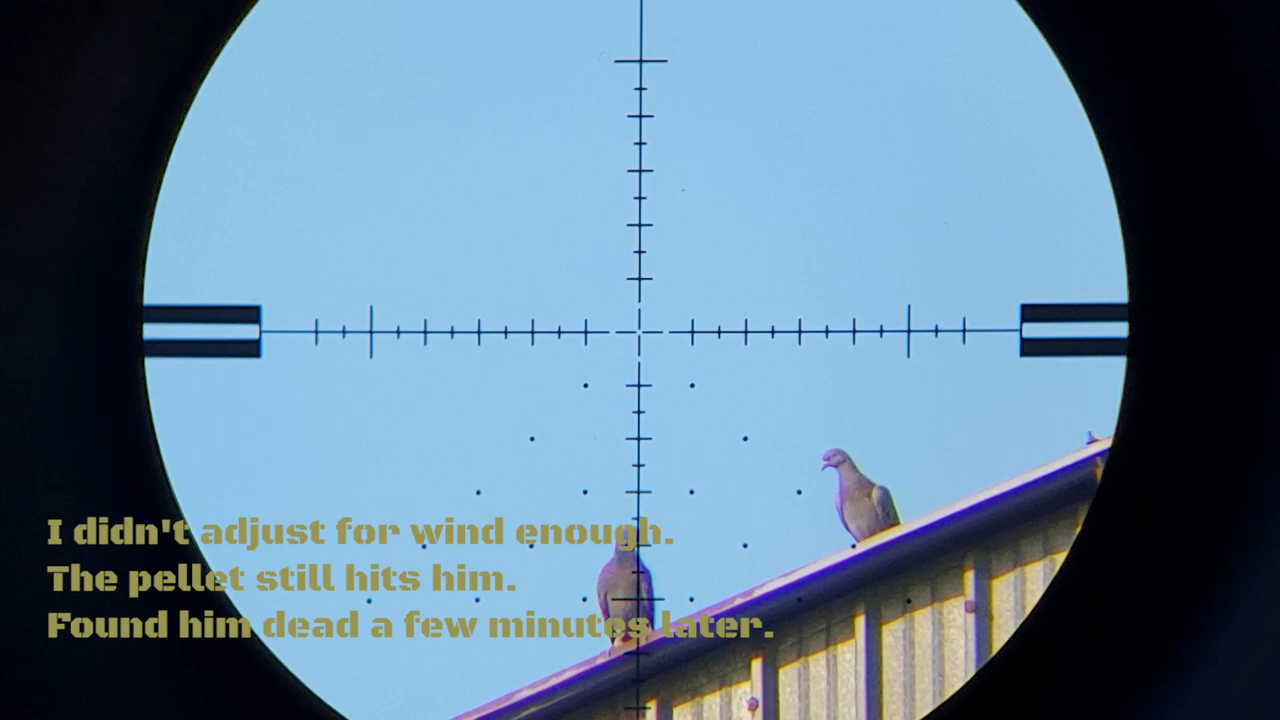 I didn't adjust for wind enough.
The pellet still hits him.
Found him dead a few minutes later.